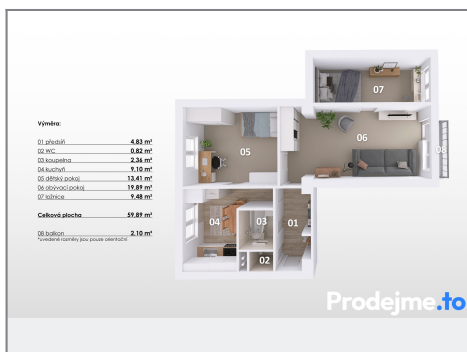 Výměra:
01 předsíň 4,83 m²
02 WC 0,82 m²
03 koupelna 2,36 m²
04 kuchyň 9,10 m²
05 dětský pokoj 13,41 m²
06 obývací pokoj 19,89 m²
07 ložnice 9,48 m²
Celková plocha 59,89 m²
08 balkon 2,10 m²
*uvedené rozměry jsou pouze orientační
07
06
08
05
04
03
01
02
Prodejme.to